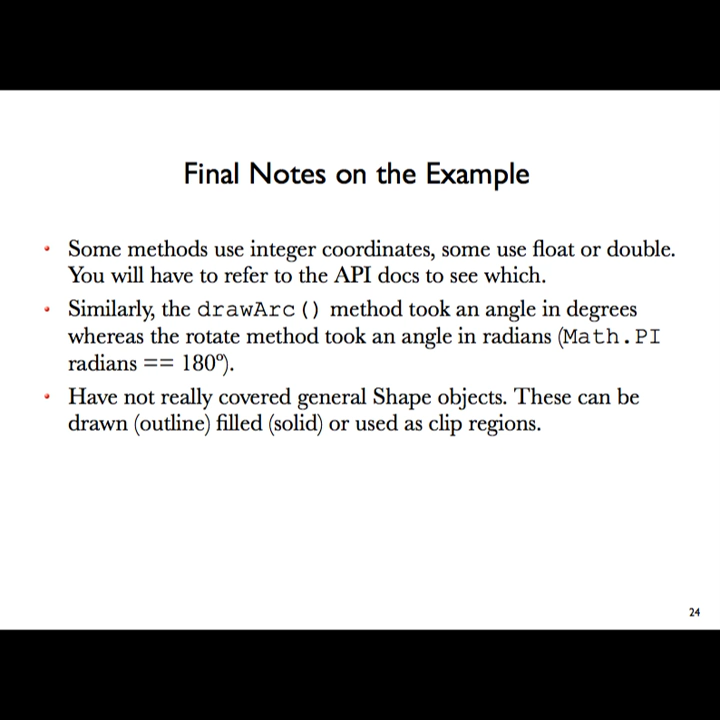 Final Notes on the Example
• Some methods use integer coordinates, some use float or double.
You will have to refer to the API docs to see which.
• Similarly, the drawArc() method took an angle in degrees
whereas the rotate method took an angle in radians (Math.PI
radians == 180º).
• Have not really covered general Shape objects. These can be
drawn (outline) filled (solid) or used as clip regions.
24